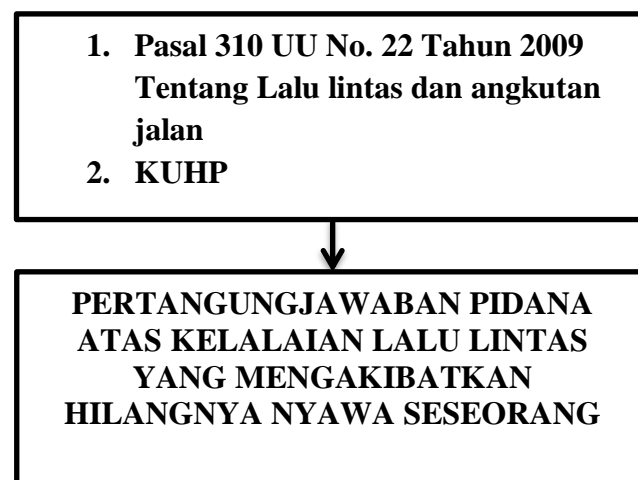 1. Pasal 310 UU No. 22 Tahun 2009
Tentang Lalu lintas dan angkutan
jalan
2. KUHP
PERTANGUNGJAWABAN PIDANA
ATAS KELALAIAN LALU LINTAS
YANG MENGAKIBATKAN
HILANGNYA NYAWA SESEORANG